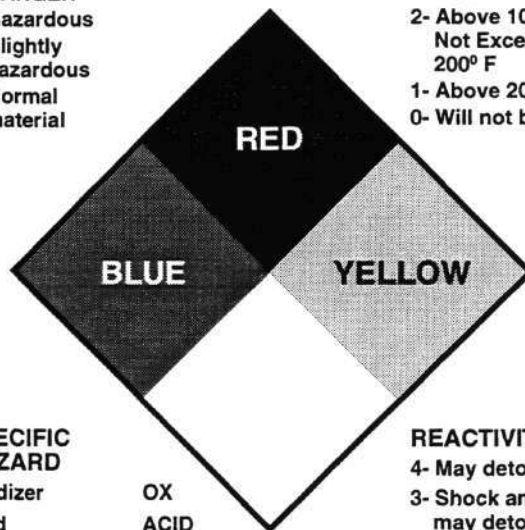 azardous
lightly
azardous
ormal
aterial
2- Above 10
Not Exce
200º F
1- Above 20
0- Will not b
RED
BLUE
YELLOW
ECIFIC
ZARD
dizer OX
d ACID
REACTIVIT
4- May deto
3- Shock an
may deto